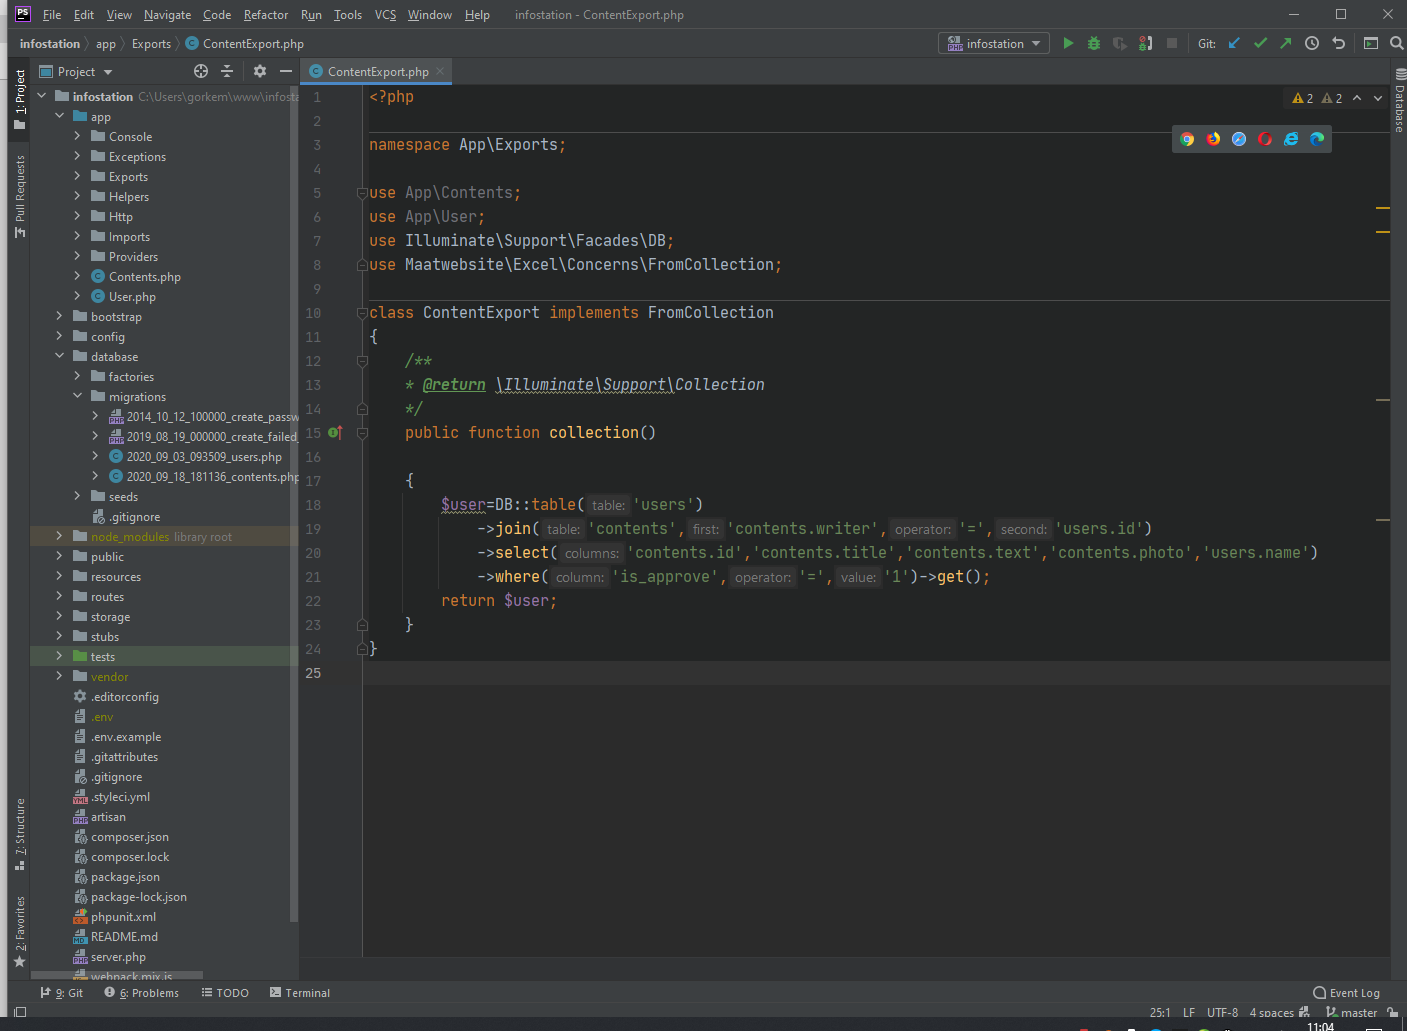 PS File Edit View Navigate Code Refactor Run Tools VCS Window Help infostation - ContentExport.php
infostation app Exports C ContentExport.php PHP infostation Git:
Project C ContentExport.php
1: Project
Pull Requests
7: Structure
2: Favorites
infostation C:\Users\gorkem\www\infosta
app
Console
Exceptions
Exports
Helpers
Http
Imports
Providers
C Contents.php
C User.php
bootstrap
config
database
factories
migrations
PHP 2014_10_12_100000_create_passw
PHP 2019_08_19_000000_create_failed_
C 2020_09_03_093509_users.php
C 2020_09_18_181136_contents.php
seeds
.gitignore
node_modules library root
public
resources
routes
storage
stubs
tests
vendor
.editorconfig
.env
.env.example
.gitattributes
.gitignore
YML .styleci.yml
PHP artisan
composer.json
composer.lock
package.json
package-lock.json
phpunit.xml
MD README.md
PHP server.php
webpack.mix.js
1 <?php
2
3 namespace App\Exports;
4
5 use App\Contents;
6 use App\User;
7 use Illuminate\Support\Facades\DB;
8 use Maatwebsite\Excel\Concerns\FromCollection;
9
10 class ContentExport implements FromCollection
11 {
12 /**
13 * @return \Illuminate\Support\Collection
14 */
15 public function collection()
16
17 {
18 $user=DB::table( table: 'users')
19 ->join( table: 'contents', first: 'contents.writer', operator: '=', second: 'users.id')
20 ->select( columns: 'contents.id','contents.title','contents.text','contents.photo','users.name')
21 ->where( column: 'is_approve', operator: '=', value: '1')->get();
22 return $user;
23 }
24 }
25
2 2
Database
9: Git 6: Problems TODO Terminal Event Log
25:1 LF UTF-8 4 spaces master
11:04